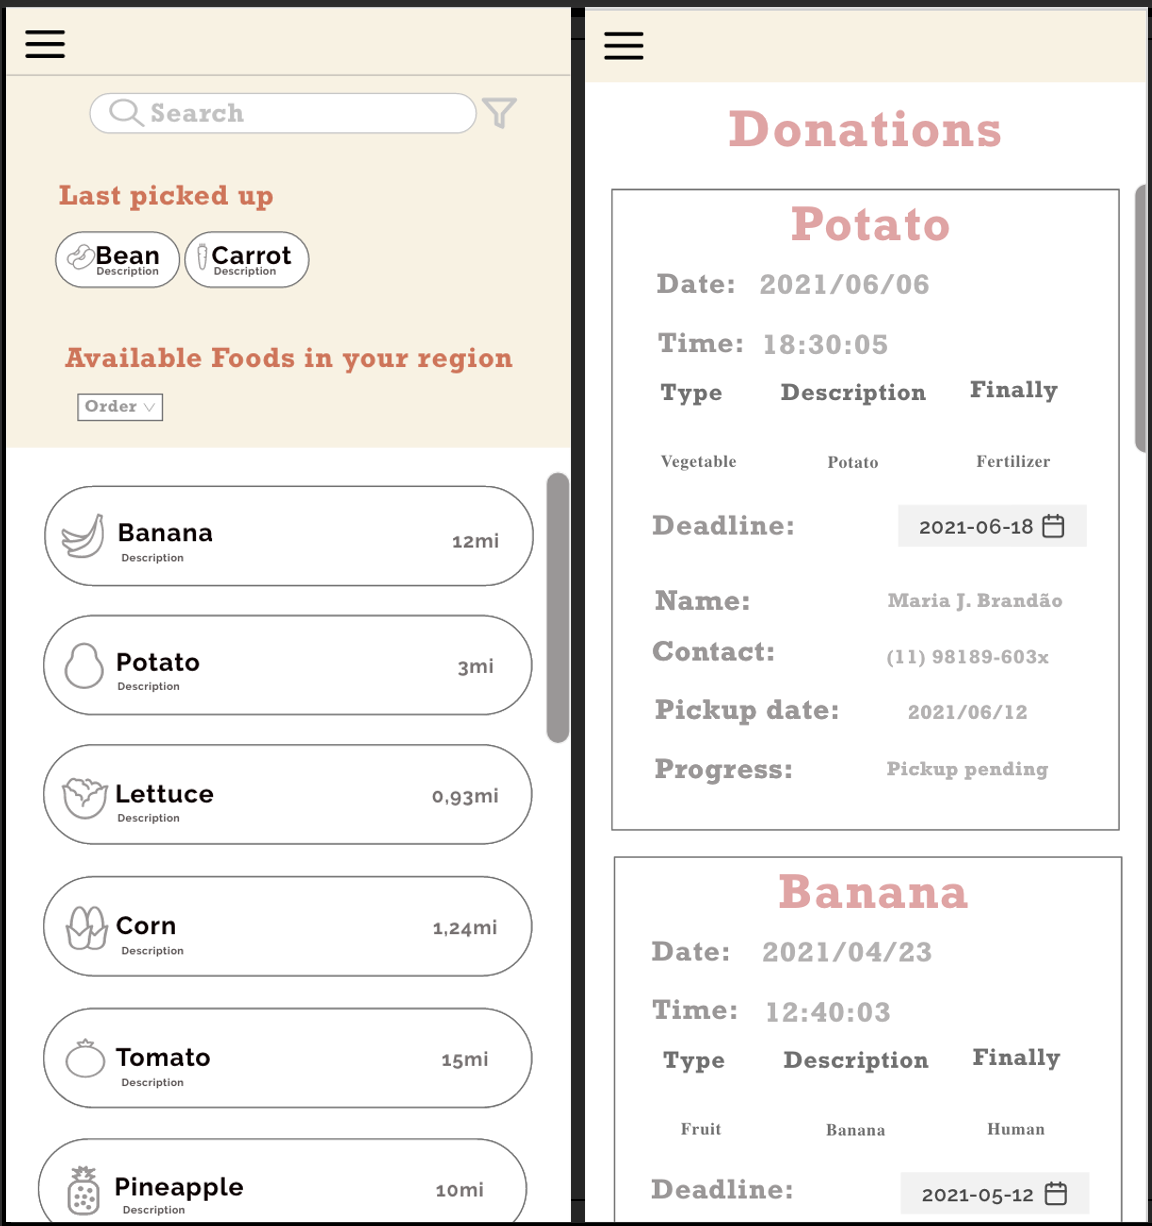 Search
Last picked up
Bean
Description
Carrot
Description
Available Foods in your region
Order
Banana
Description
12mi
Potato
Description
3mi
Lettuce
Description
0,93mi
Corn
Description
1,24mi
Tomato
Description
15mi
Pineapple
Description
10mi
Donations
Potato
Date: 2021/06/06
Time: 18:30:05
Type Description Finally
Vegetable Potato Fertilizer
Deadline: 2021-06-18
Name: Maria J. Brandão
Contact: (11) 98189-603x
Pickup date: 2021/06/12
Progress: Pickup pending
Banana
Date: 2021/04/23
Time: 12:40:03
Type Description Finally
Fruit Banana Human
Deadline: 2021-05-12